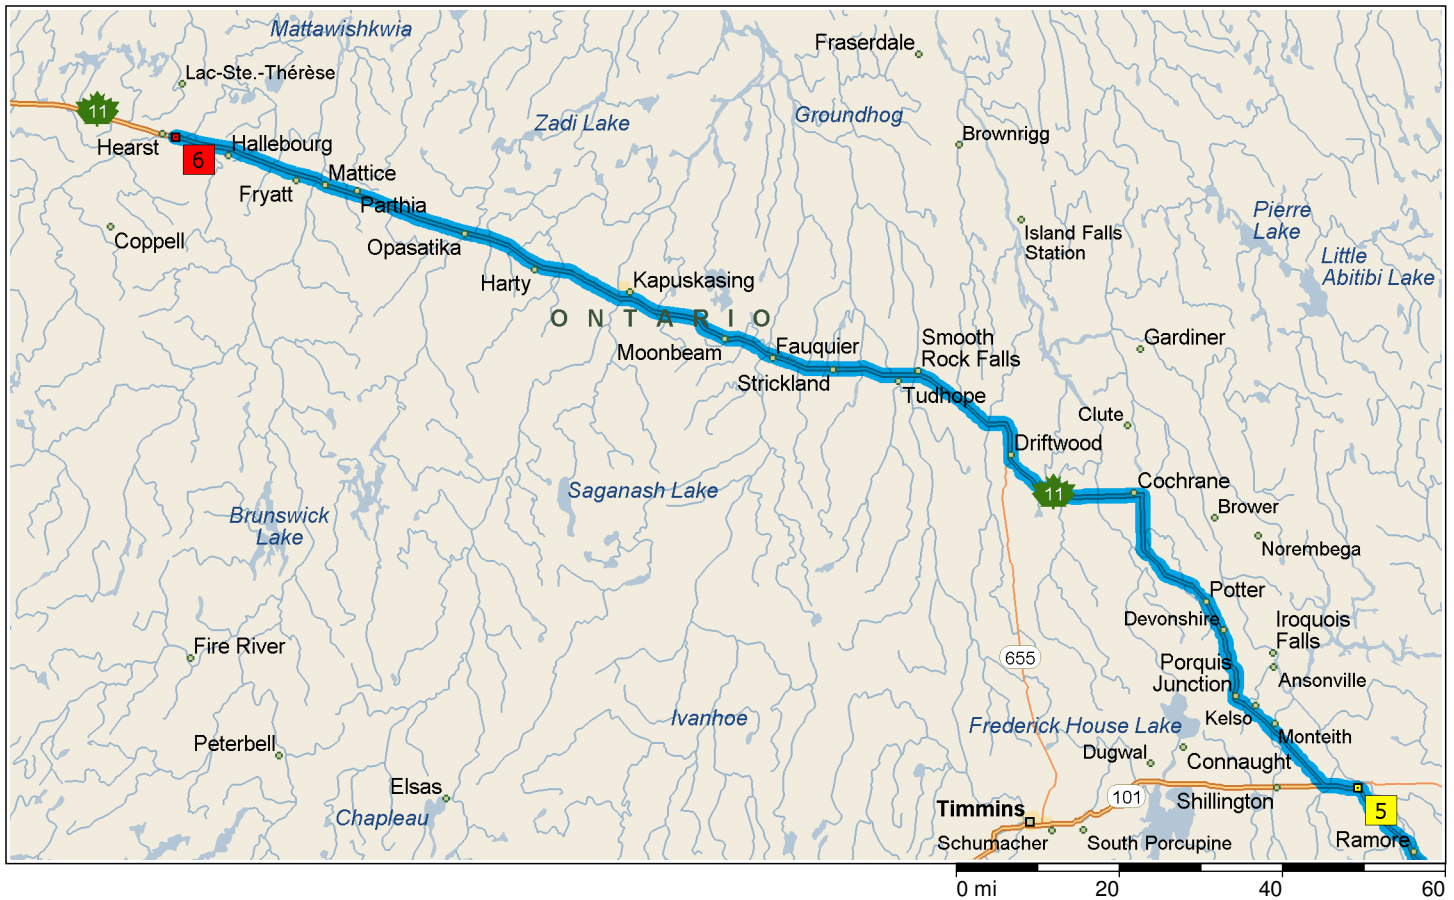 Mattawishkwia
Fraserdale
Lac-Ste.-Thérèse
11
Groundhog
Zadi Lake
Brownrigg
Hearst
Hallebourg
6
Mattice
Fryatt
Parthia
Pierre
Lake
Coppell
Opasatika
Island Falls
Station
Little
Abitibi Lake
Harty
Kapuskasing
ONTARIO
Smooth
Rock Falls
Gardiner
Moonbeam
Fauquier
Strickland
Tudhope
Clute
Driftwood
Saganash Lake
11
Cochrane
Brower
Brunswick
Lake
Norembega
Potter
Devonshire
Iroquois
Falls
Fire River
655
Porquis
Junction
Ansonville
Ivanhoe
Frederick House Lake
Kelso
Monteith
Peterbell
Dugwal
Connaught
Elsas
101
Shillington
Chapleau
Timmins
5
Schumacher
South Porcupine
Ramore
0 mi
20
40
60